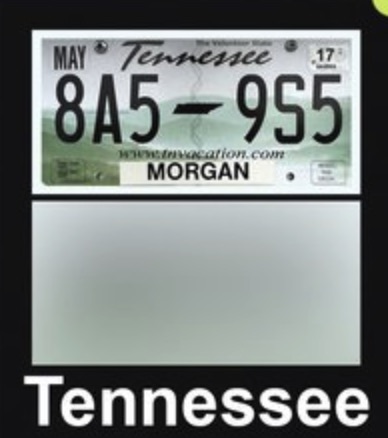 The Volunteer State
MAY Tennessee 17
8A5-9S5
www.tnvacation.com
MORGAN
Tennessee